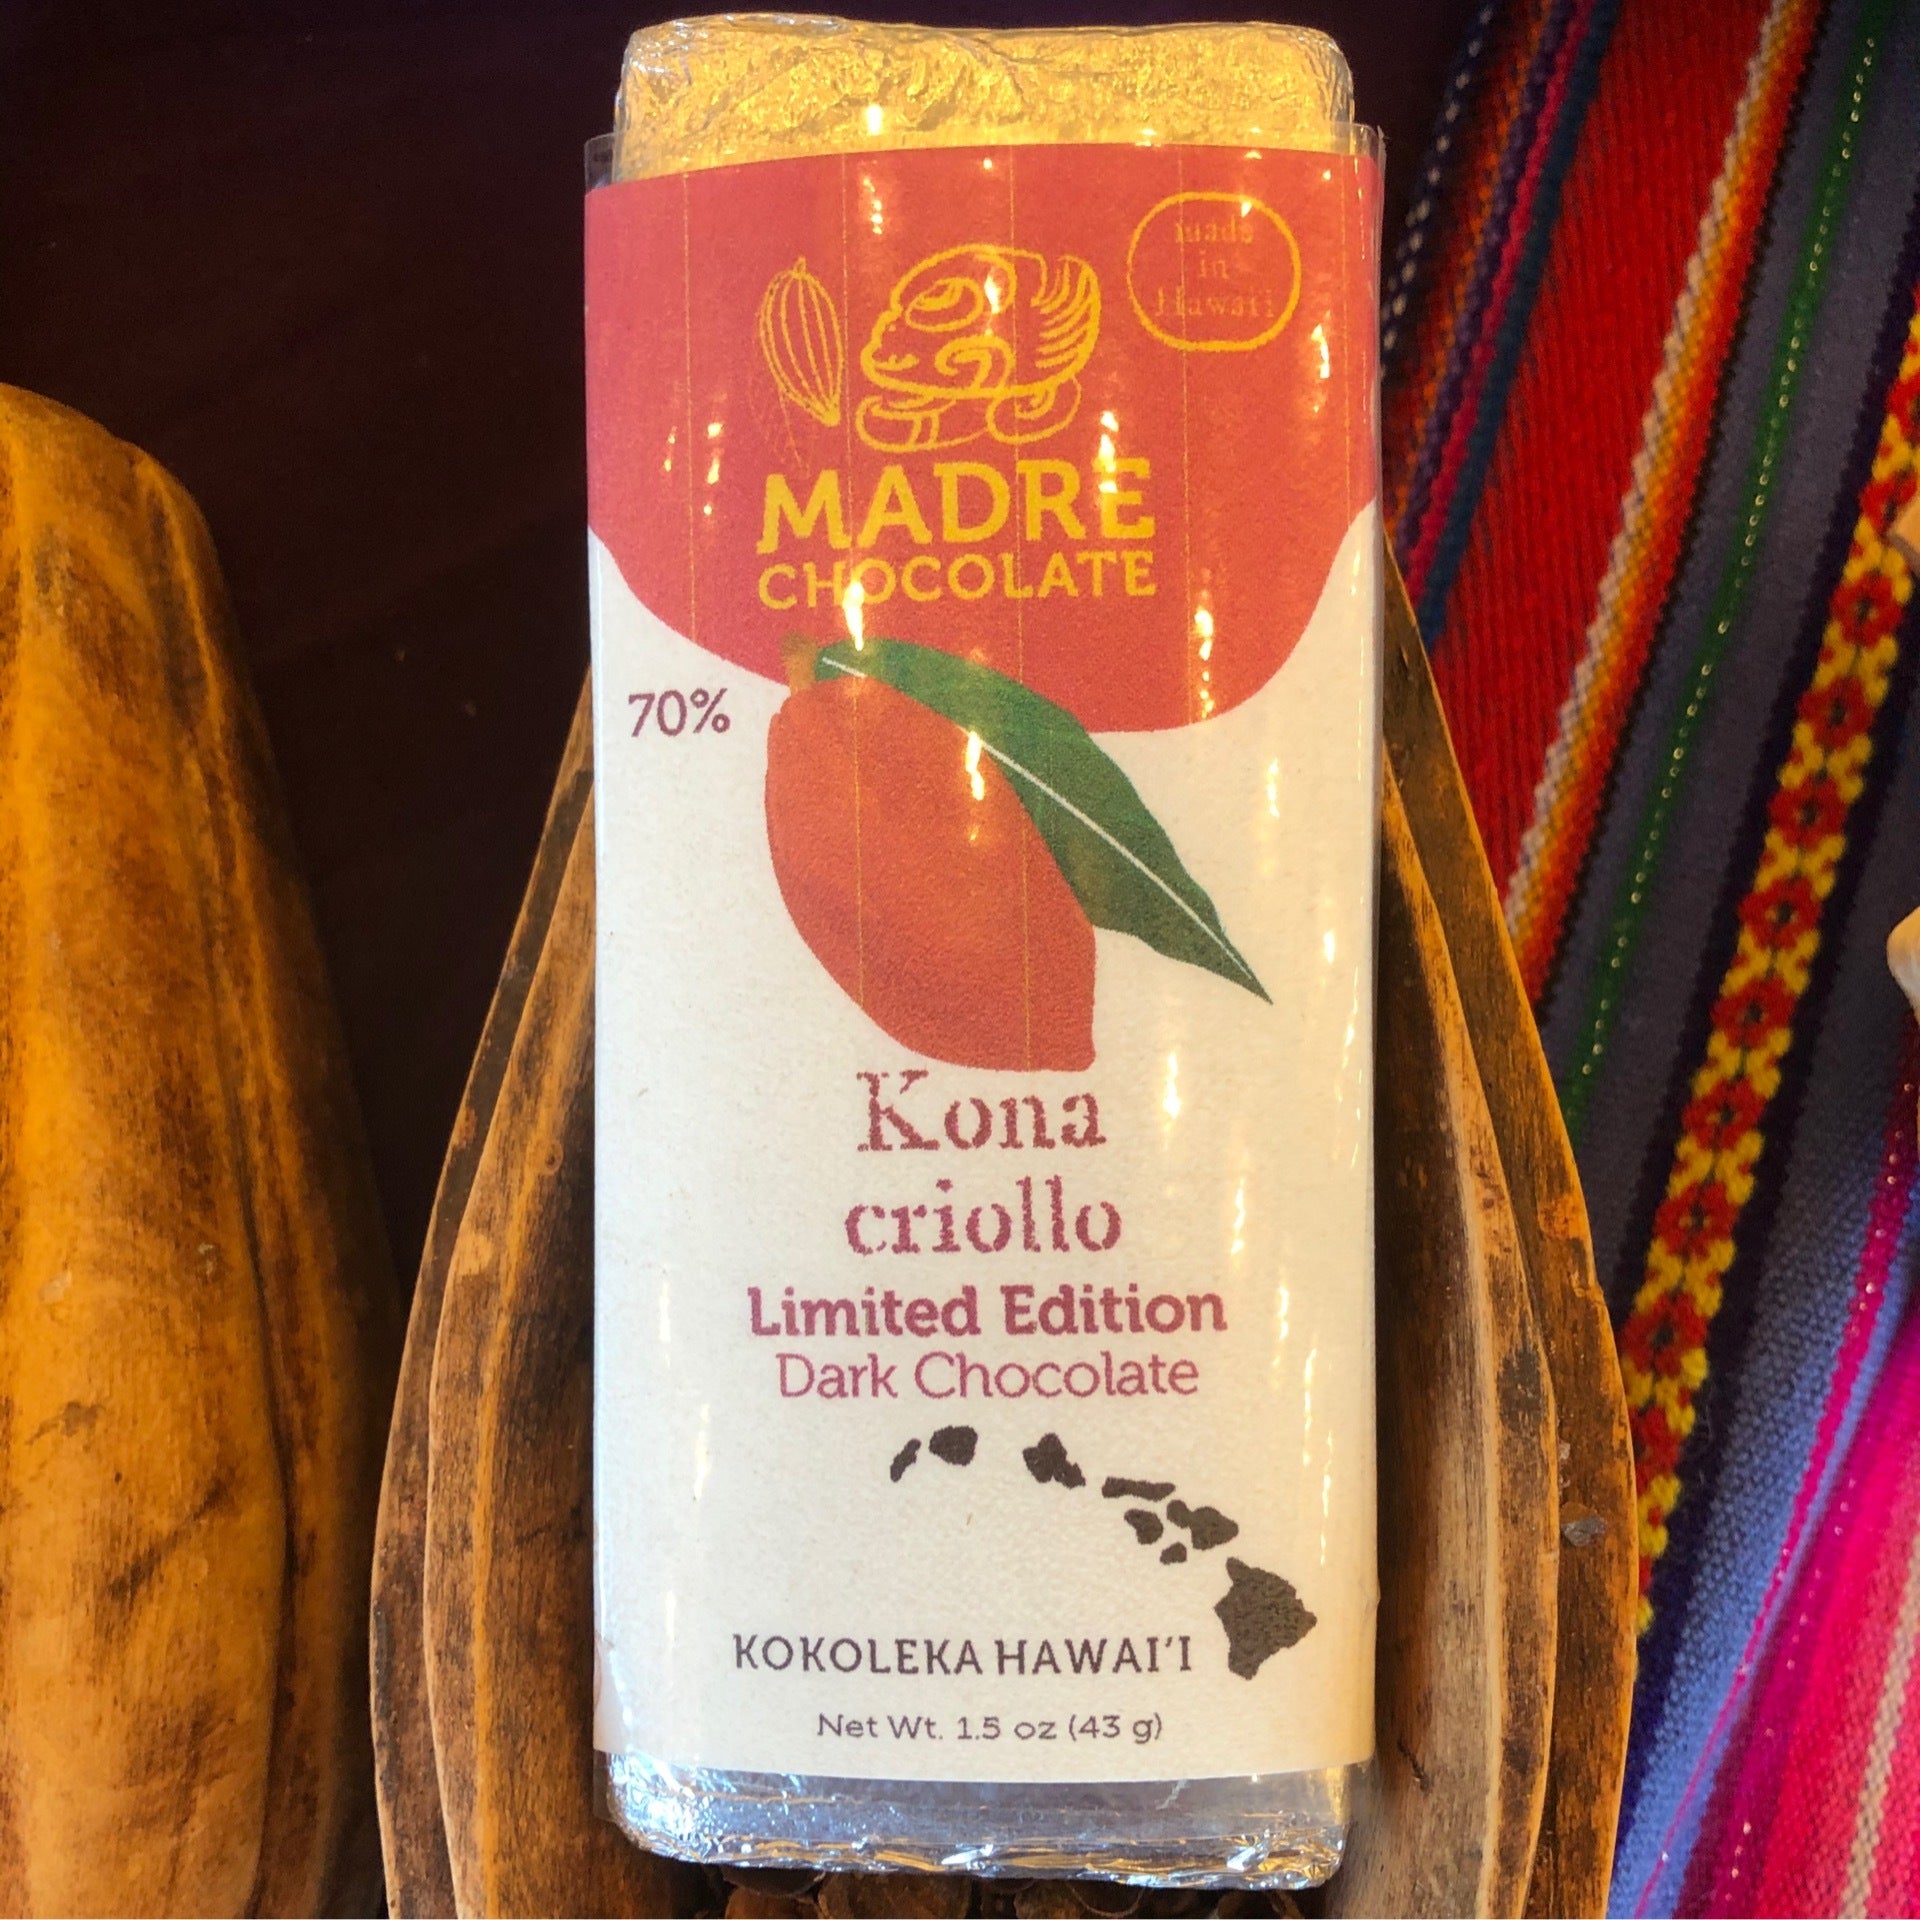 made
in
Hawaii
MADRE
CHOCOLATE
70%
Kona
criollo
Limited Edition
Dark Chocolate
KOKOLEKA HAWAI'I
Net Wt. 1.5 oz (43 g)